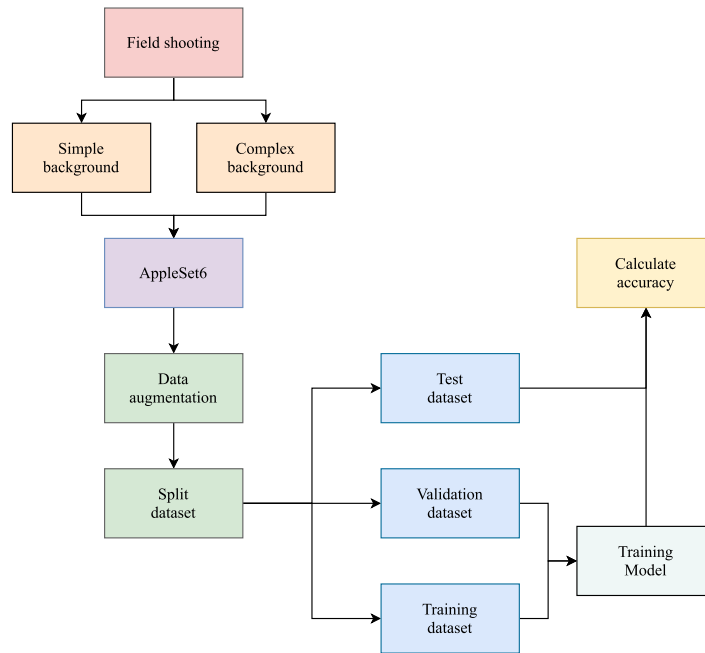 Field shooting
Simple
background
Complex
background
AppleSet6
Calculate
accuracy
Data
augmentation
Test
dataset
Split
dataset
Validation
dataset
Training
Model
Training
dataset